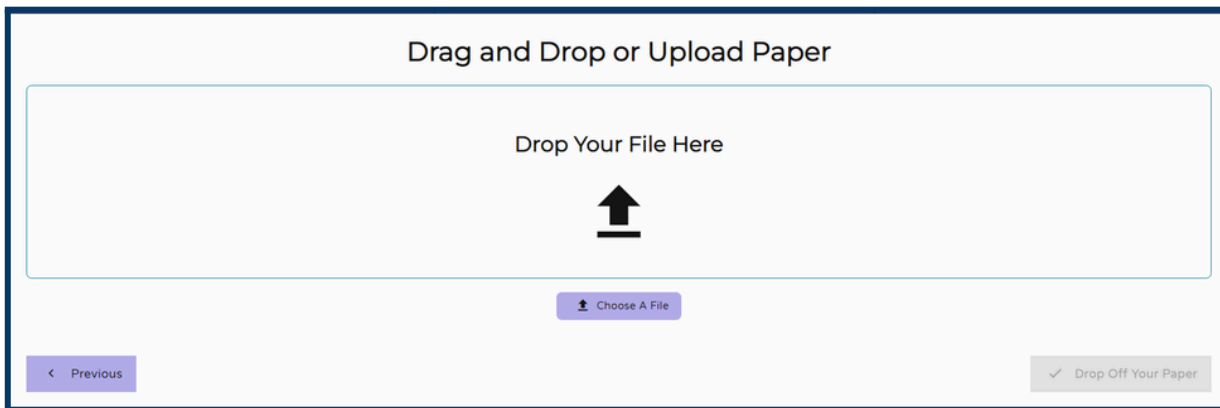 Drag and Drop or Upload Paper
Drop Your File Here
Choose A File
Previous
Drop Off Your Paper